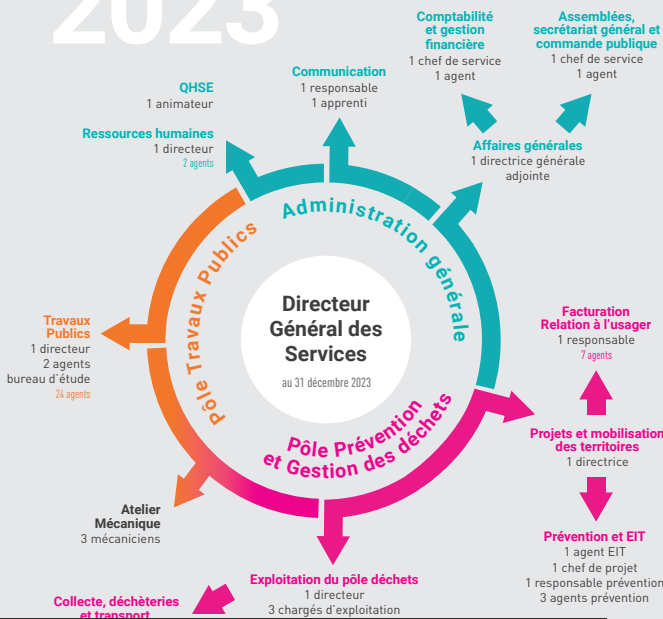 2023
Comptabilité
et gestion
financière
1 chef de service
1 agent
Assemblées,
secrétariat général et
commande publique
1 chef de service
1 agent
Communication
1 responsable
1 apprenti
QHSE
1 animateur
Ressources humaines
1 directeur
2 agents
Affaires générales
1 directrice générale
adjointe
Administration générale
Pôle Travaux Publics
Directeur
Général des
Services
au 31 décembre 2023
Travaux
Publics
1 directeur
2 agents
bureau d'étude
24 agents
Facturation
Relation à l'usager
1 responsable
7 agents
Pôle Prévention
et Gestion des déchets
Projets et mobilisation
des territoires
1 directrice
Atelier
Mécanique
3 mécaniciens
Prévention et EIT
1 agent EIT
1 chef de projet
1 responsable prévention
3 agents prévention
Exploitation du pôle déchets
1 directeur
3 chargés d'exploitation
Collecte, déchèteries
et transport